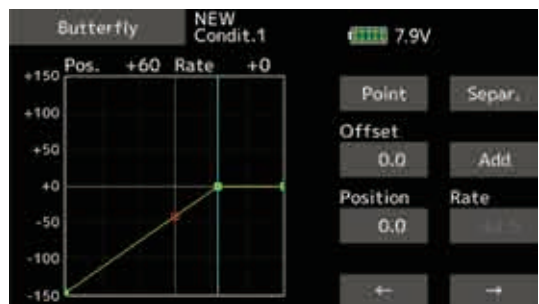 Butterfly
NEW
Condit.1
7.9V
Pos. +60 Rate +0
+150
+100
+50
+0
-50
-100
-150
Point Separ.
Offset
0.0 Add
Position Rate
0.0
← →